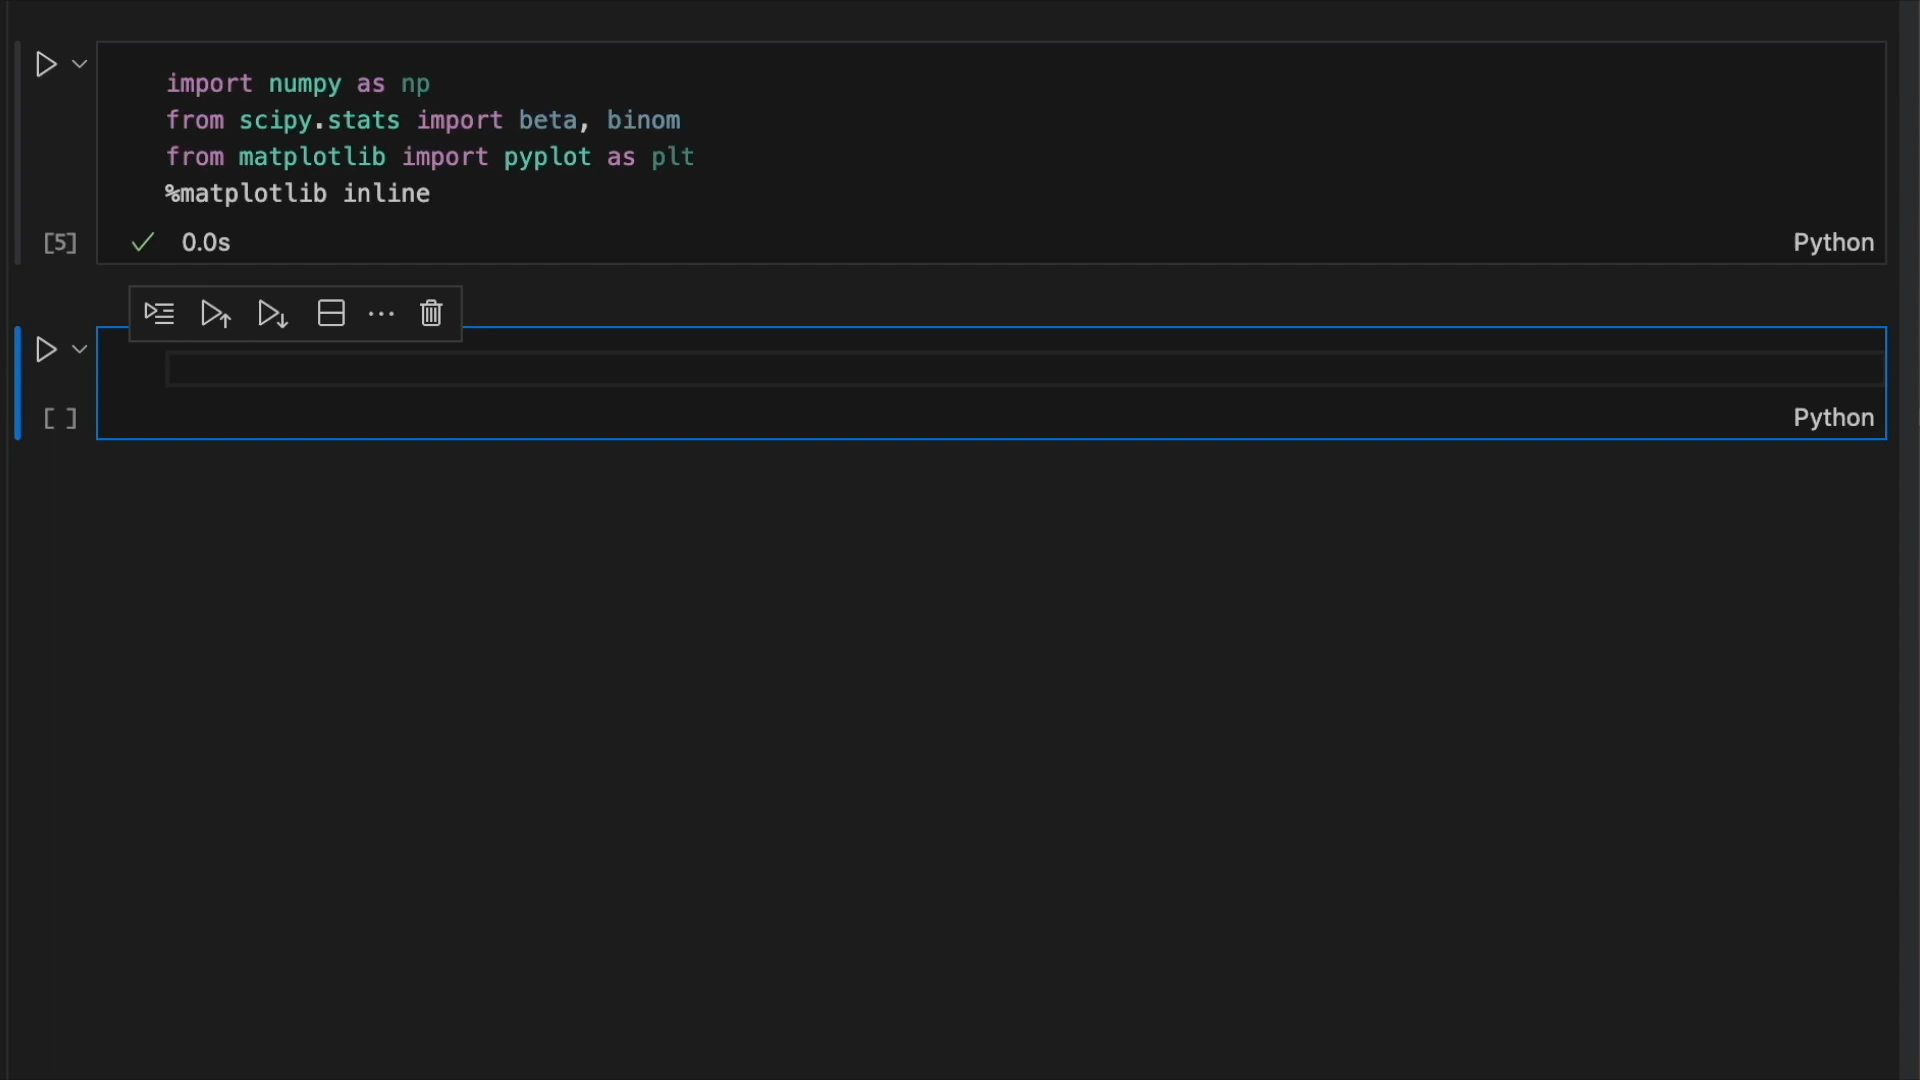 import numpy as np
from scipy.stats import beta, binom
from matplotlib import pyplot as plt
%matplotlib inline
[5]
0.0s
Python
[ ]
Python